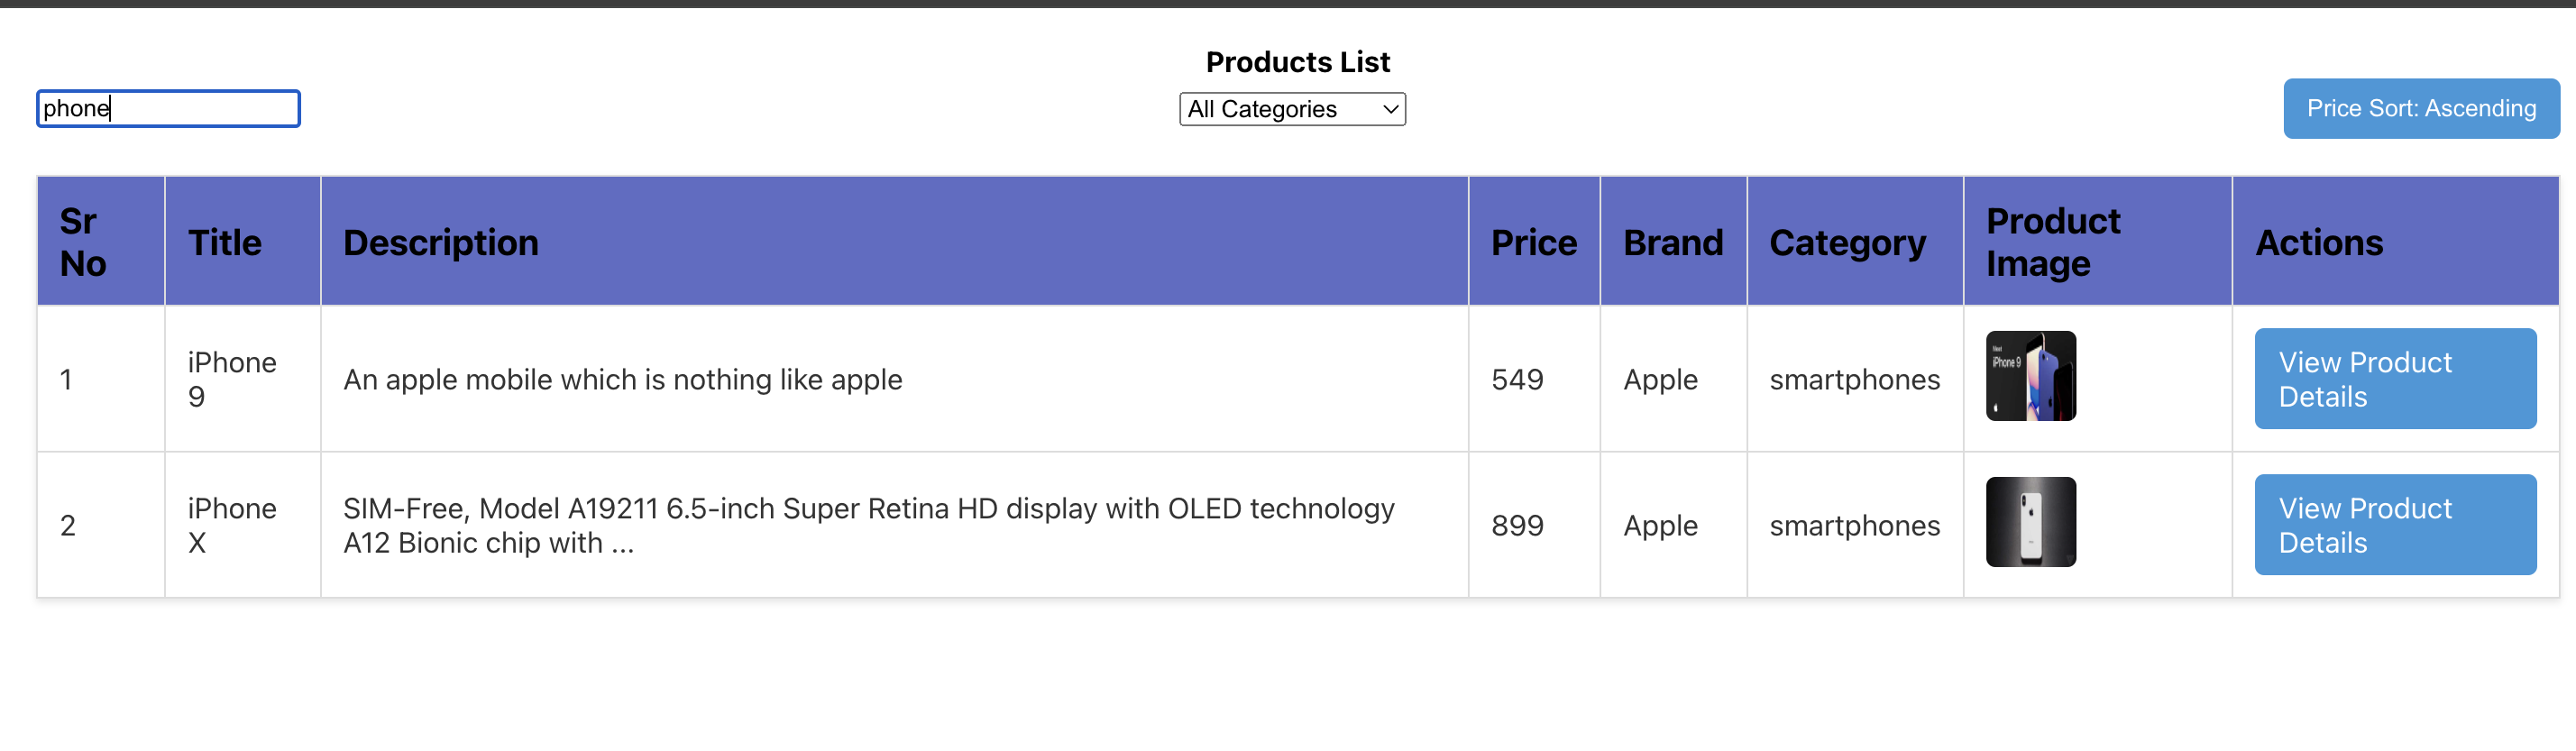 Products List
phone
All Categories
Price Sort: Ascending
Sr
No
Title
Description
Price
Brand
Category
Product
Image
Actions
1
iPhone
9
An apple mobile which is nothing like apple
549
Apple
smartphones
iPhone 9
View Product
Details
2
iPhone
X
SIM-Free, Model A19211 6.5-inch Super Retina HD display with OLED technology
A12 Bionic chip with ...
899
Apple
smartphones
View Product
Details